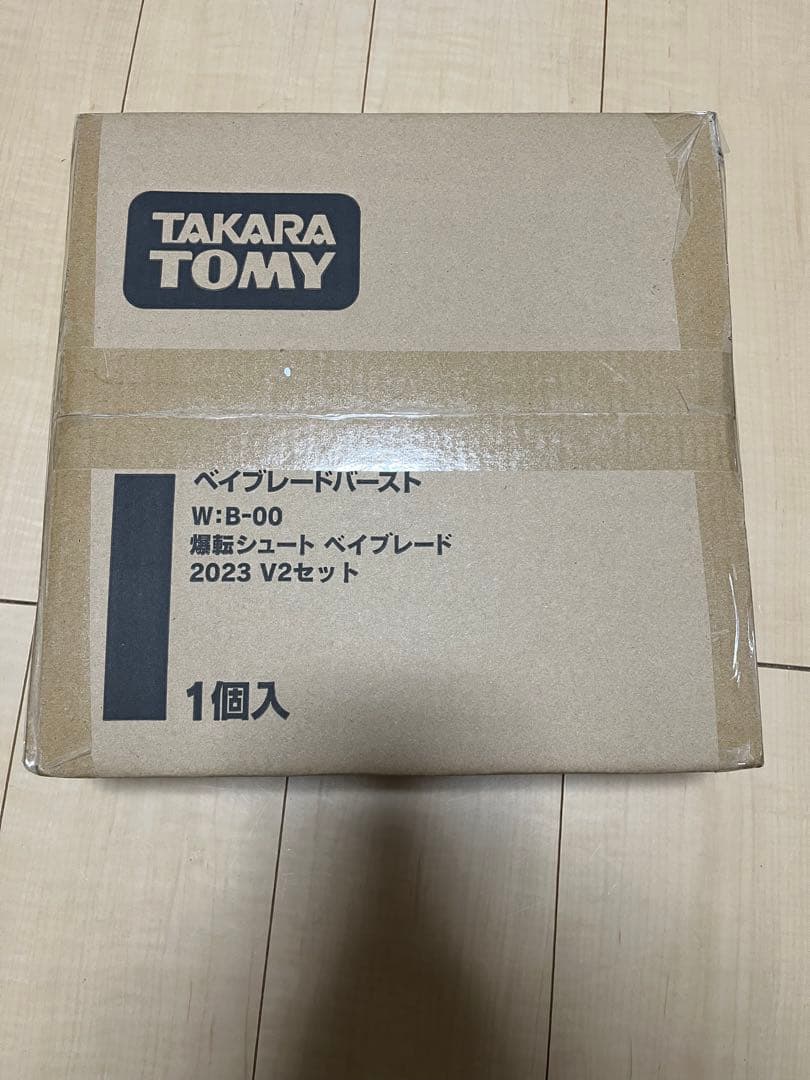 TAKARA
TOMY
ベイブレードバースト
W:B-00
爆転シュート ベイブレード
2023 V2セット
1個入